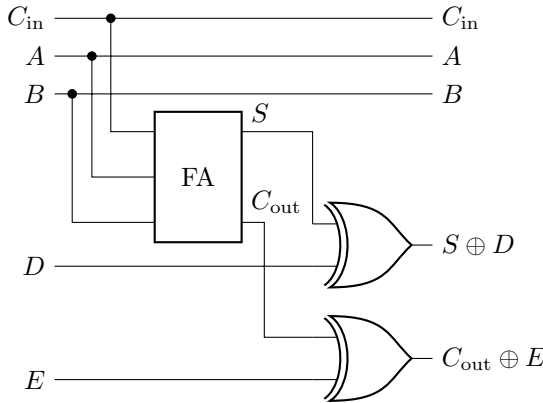 C_in C_in
A A
B B
S
FA
C_out
D S ⊕ D
E C_out ⊕ E